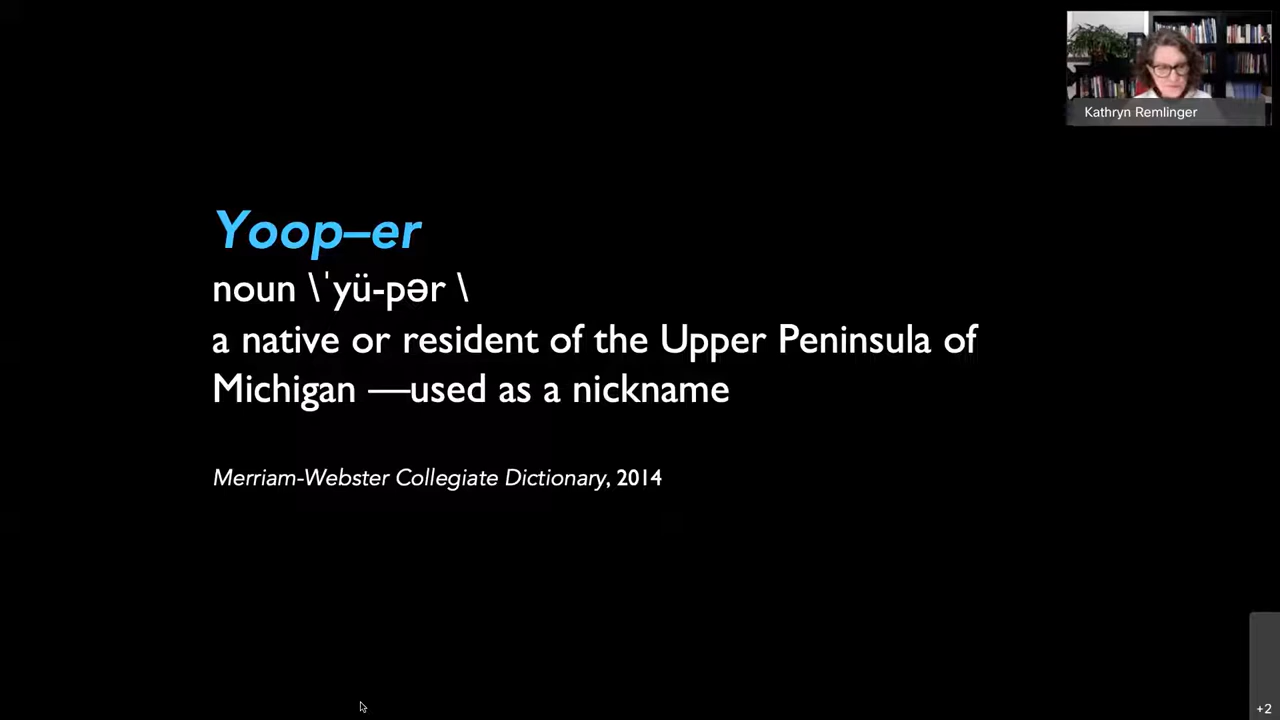 Kathryn Remlinger
Yoop–er
noun \ˈyü-pər \
a native or resident of the Upper Peninsula of
Michigan —used as a nickname
Merriam-Webster Collegiate Dictionary, 2014
+2